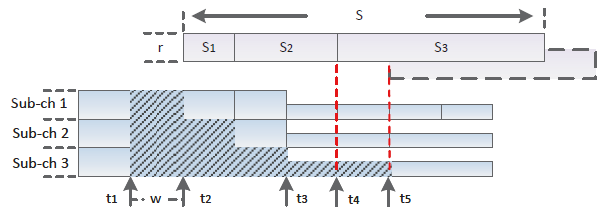 S
r S1 S2 S3
Sub-ch 1
Sub-ch 2
Sub-ch 3
t1 w t2 t3 t4 t5